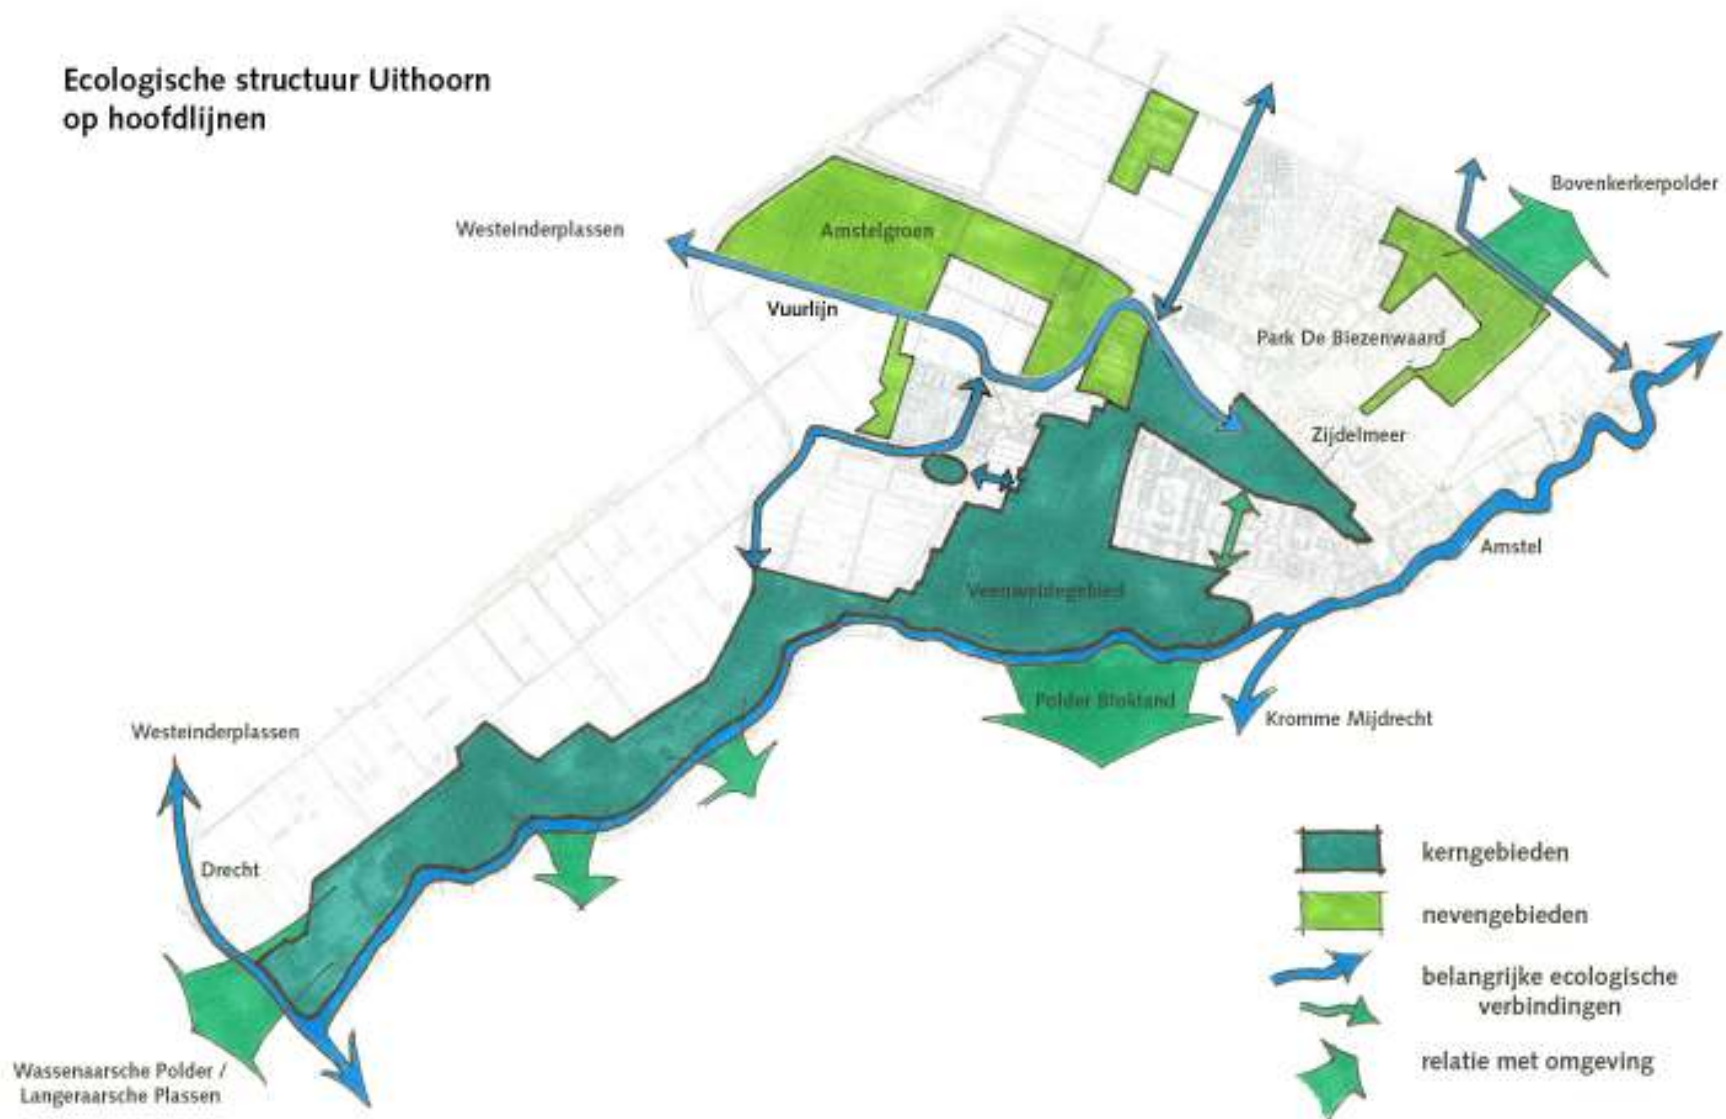 Ecologische structuur Uithoorn
op hoofdlijnen
Bovenkerkerpolder
Westeinderplassen
Amstelgroen
Vuurlijn
Park De Biezenwaard
Zijdelmeer
Amstel
Veenweidegebied
Polder Blokland
Kromme Mijdrecht
Westeinderplassen
Drecht
kerngebieden
nevengebieden
belangrijke ecologische
verbindingen
relatie met omgeving
Wassenaarsche Polder /
Langeraarsche Plassen